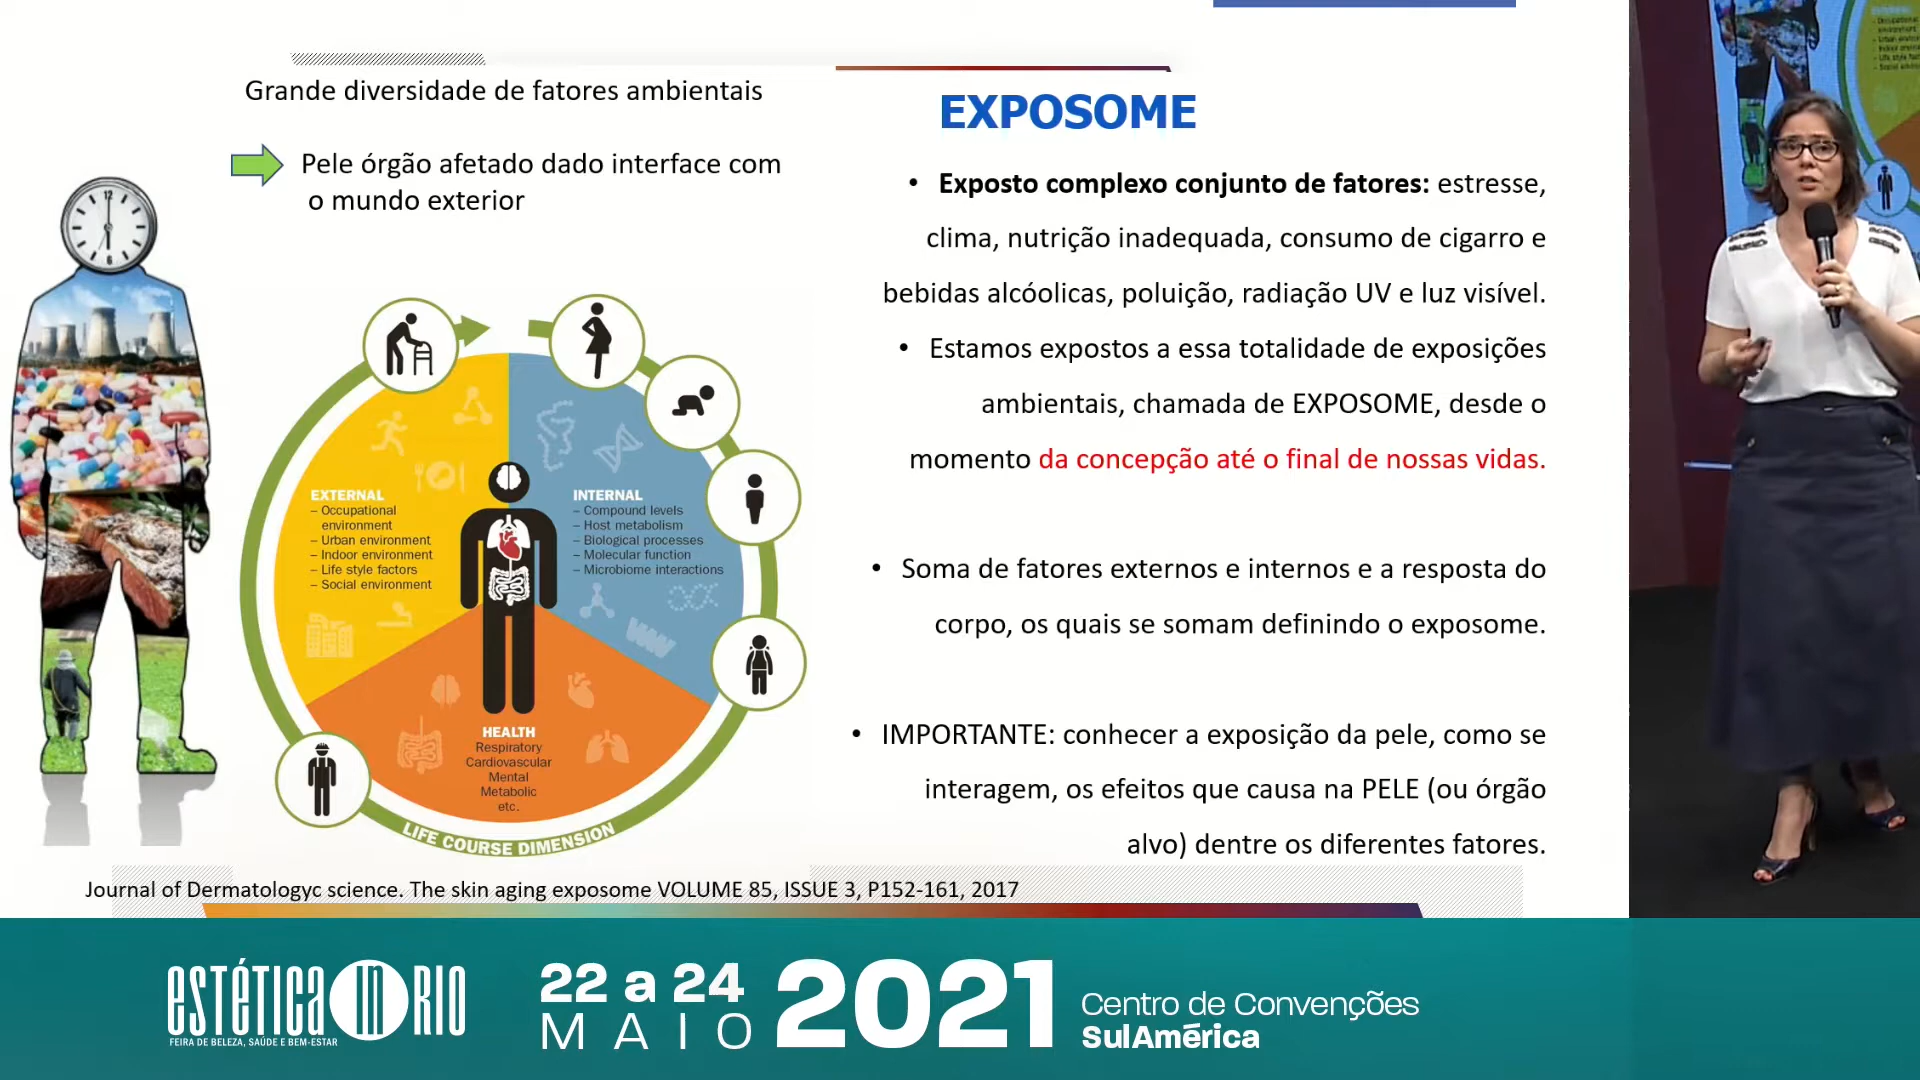 Grande diversidade de fatores ambientais
Pele órgão afetado dado interface com
o mundo exterior
12
6
EXTERNAL
– Occupational
environment
– Urban environment
– Indoor environment
– Life style factors
– Social environment
INTERNAL
– Compound levels
– Host metabolism
– Biological processes
– Molecular function
– Microbiome interactions
HEALTH
Respiratory
Cardiovascular
Mental
Metabolic
etc.
LIFE COURSE DIMENSION
EXPOSOME
• Exposto complexo conjunto de fatores: estresse,
clima, nutrição inadequada, consumo de cigarro e
bebidas alcóolicas, poluição, radiação UV e luz visível.
• Estamos expostos a essa totalidade de exposições
ambientais, chamada de EXPOSOME, desde o
momento da concepção até o final de nossas vidas.
• Soma de fatores externos e internos e a resposta do
corpo, os quais se somam definindo o exposome.
• IMPORTANTE: conhecer a exposição da pele, como se
interagem, os efeitos que causa na PELE (ou órgão
alvo) dentre os diferentes fatores.
Journal of Dermatologyc science. The skin aging exposome VOLUME 85, ISSUE 3, P152-161, 2017
estética in RIO
FEIRA DE BELEZA, SAÚDE E BEM-ESTAR
22 a 24
MAIO
2021
Centro de Convenções
SulAmérica